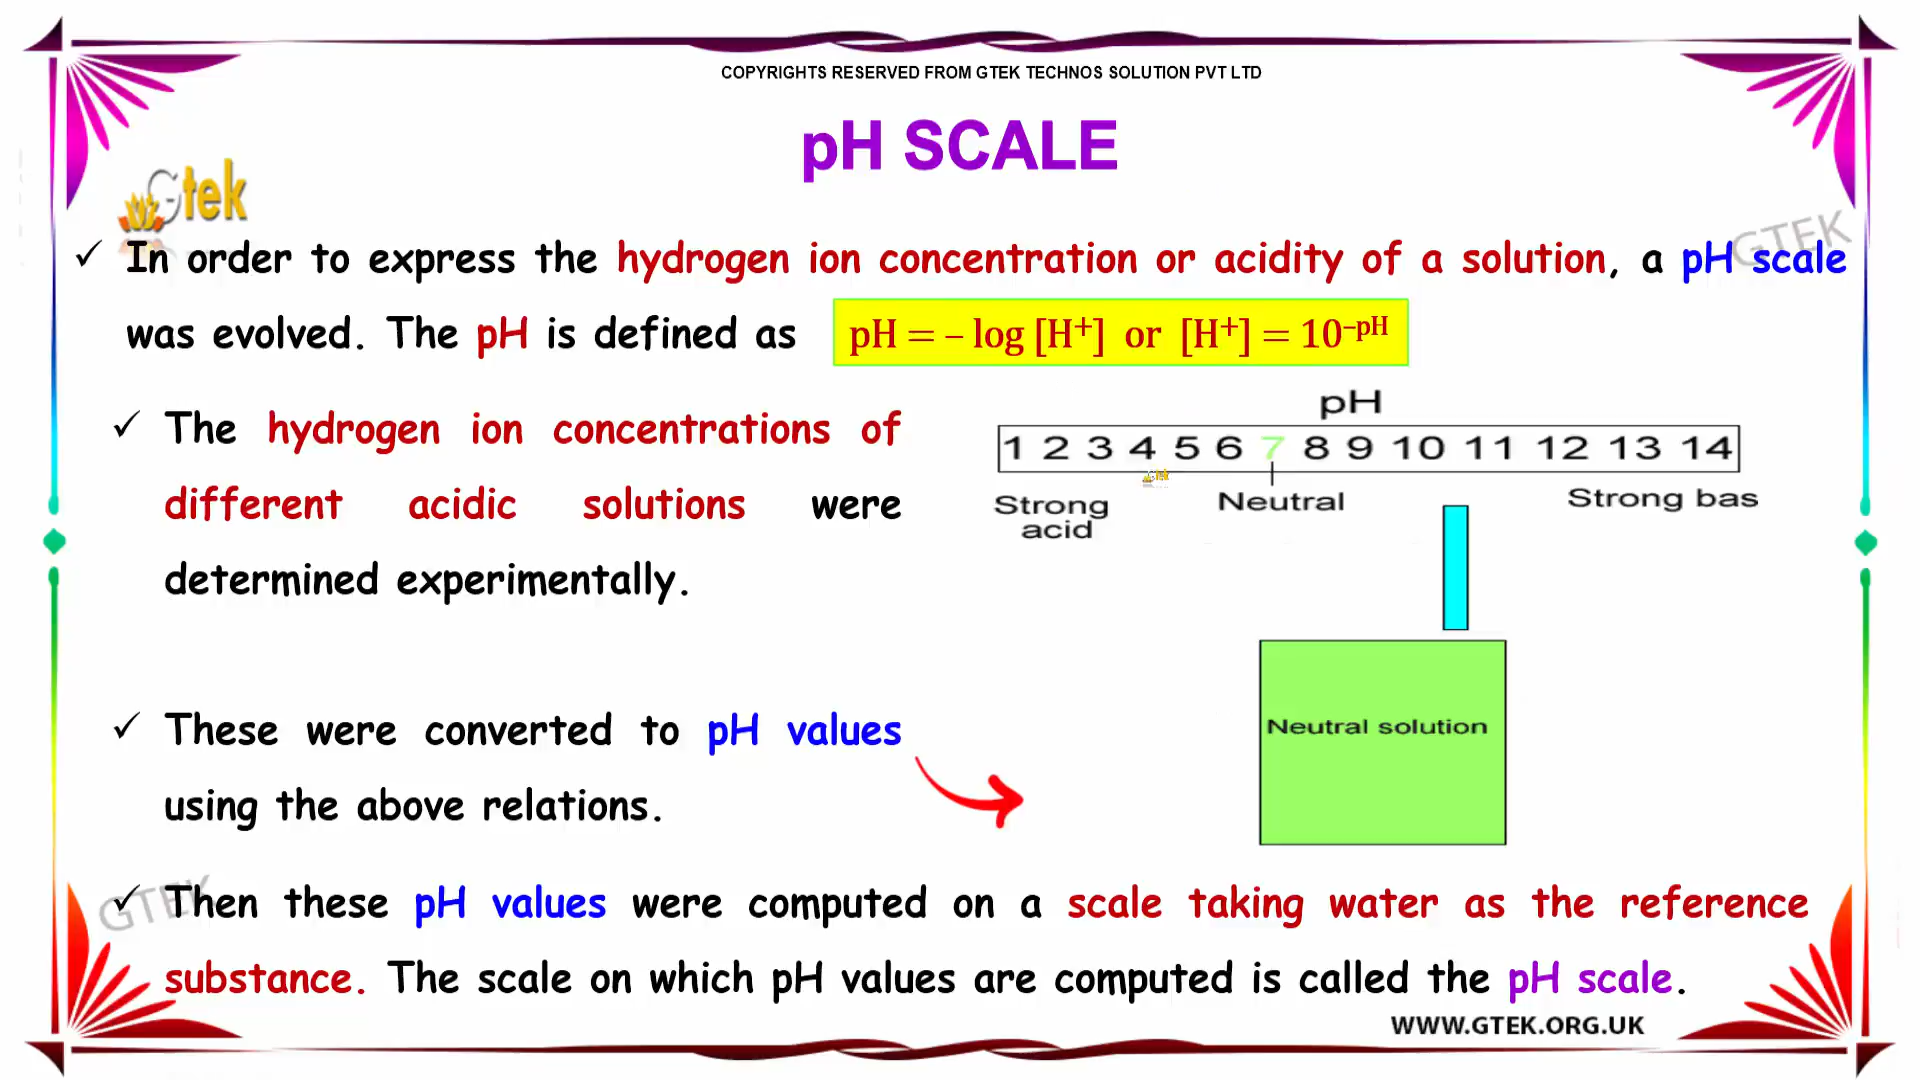 COPYRIGHTS RESERVED FROM GTEK TECHNOS SOLUTION PVT LTD
pH SCALE
Gtek
GTEK
✓ In order to express the hydrogen ion concentration or acidity of a solution, a pH scale
was evolved. The pH is defined as
pH = – log [H⁺] or [H⁺] = 10⁻ᵖᴴ
✓ The hydrogen ion concentrations of
different acidic solutions were
determined experimentally.
pH
1 2 3 4 5 6 7 8 9 10 11 12 13 14
Gtek
Strong
acid
Neutral
Strong bas
Neutral solution
✓ These were converted to pH values
using the above relations.
GTEK
✓ Then these pH values were computed on a scale taking water as the reference
substance. The scale on which pH values are computed is called the pH scale.
WWW.GTEK.ORG.UK